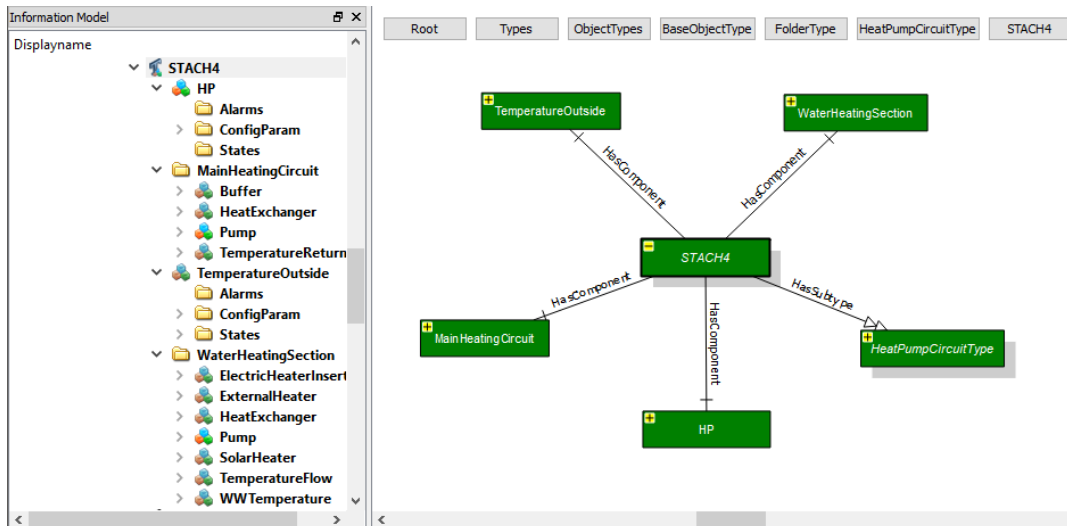 Information Model
Displayname
STACH4
HP
Alarms
ConfigParam
States
MainHeatingCircuit
Buffer
HeatExchanger
Pump
TemperatureReturn
TemperatureOutside
Alarms
ConfigParam
States
WaterHeatingSection
ElectricHeaterInsert
ExternalHeater
HeatExchanger
Pump
SolarHeater
TemperatureFlow
WWTemperature
Root Types ObjectTypes BaseObjectType FolderType HeatPumpCircuitType STACH4
TemperatureOutside
WaterHeatingSection
HasComponent
HasComponent
STACH4
HasComponent
HasComponent
HasSubtype
MainHeatingCircuit
HeatPumpCircuitType
HP